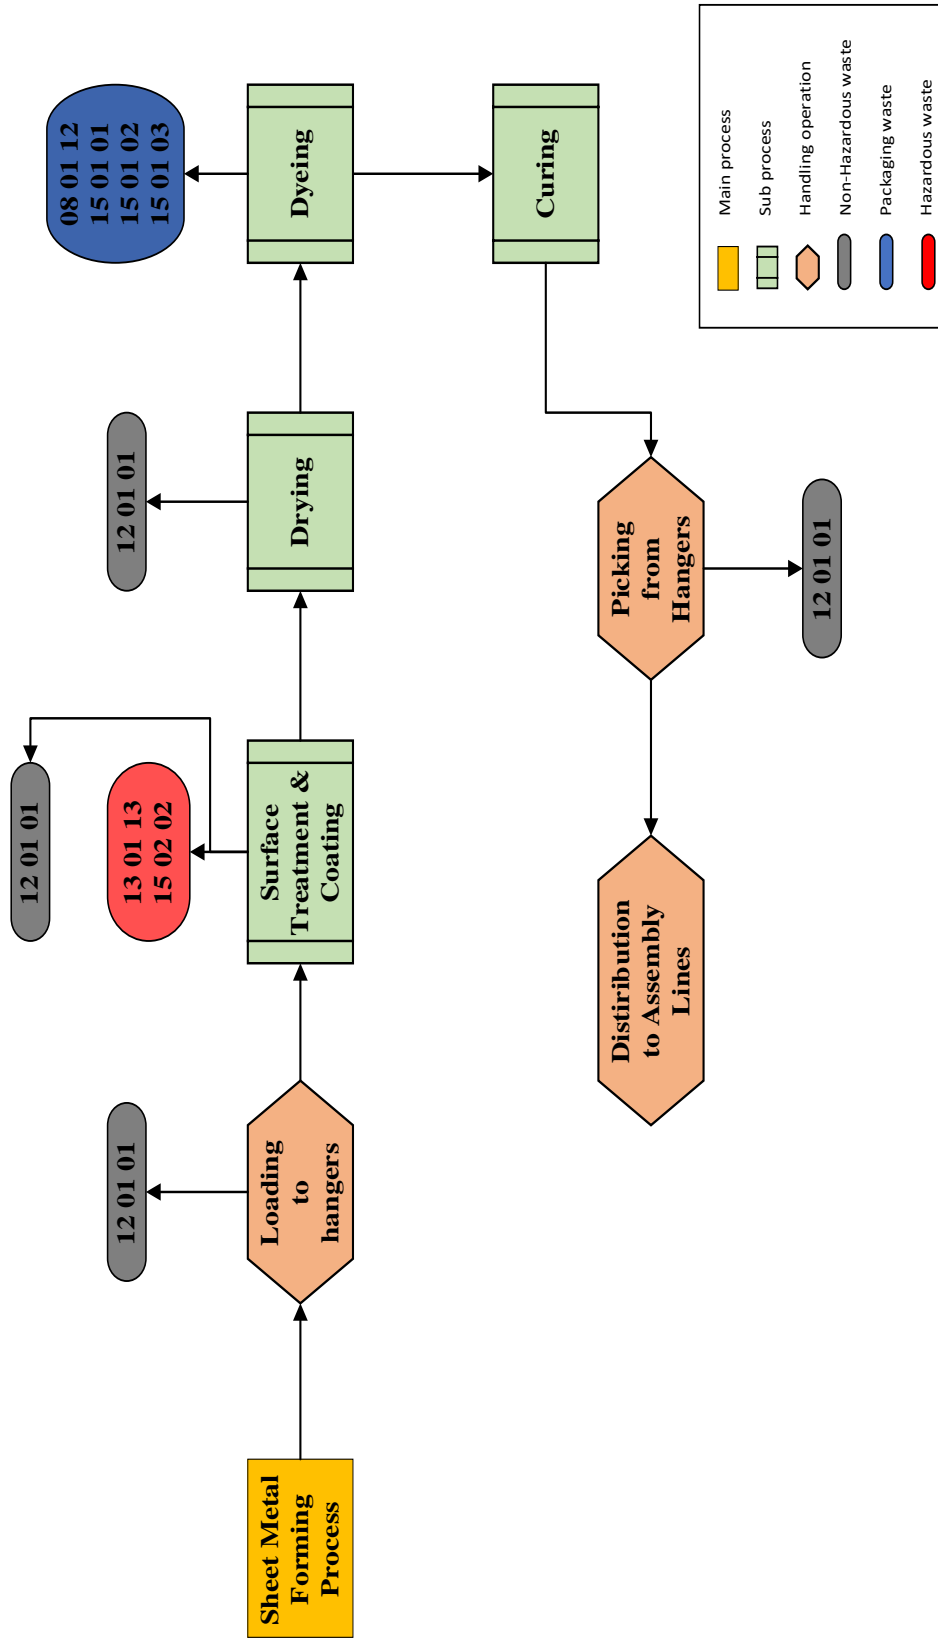 12 01 01
13 01 13
15 02 02
12 01 01
12 01 01
08 01 12
15 01 01
15 01 02
15 01 03
Sheet Metal
Forming
Process
Loading
to
hangers
Surface
Treatment &
Coating
Drying
Dyeing
Curing
Distiribution
to Assembly
Lines
Picking
from
Hangers
12 01 01
Main process
Sub process
Handling operation
Non-Hazardous waste
Packaging waste
Hazardous waste